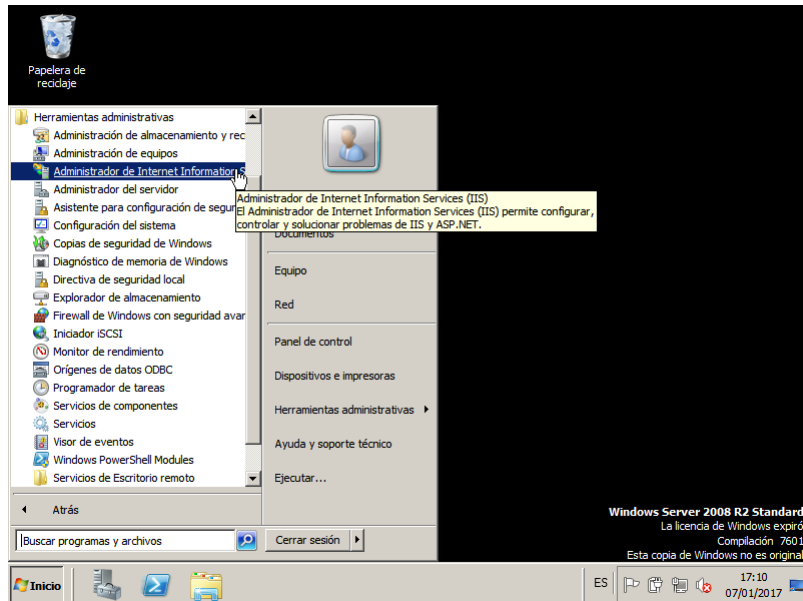 Papelera de
reciclaje
Herramientas administrativas
Administración de almacenamiento y rec
Administración de equipos
Administrador de Internet Information S
Administrador del servidor
Asistente para configuración de segur
Configuración del sistema
Copias de seguridad de Windows
Diagnóstico de memoria de Windows
Directiva de seguridad local
Explorador de almacenamiento
Firewall de Windows con seguridad avar
Iniciador iSCSI
Monitor de rendimiento
Orígenes de datos ODBC
Programador de tareas
Servicios de componentes
Servicios
Visor de eventos
Windows PowerShell Modules
Servicios de Escritorio remoto
Atrás
Buscar programas y archivos
Administrador de Internet Information Services (IIS)
El Administrador de Internet Information Services (IIS) permite configurar,
controlar y solucionar problemas de IIS y ASP.NET.
Documentos
Equipo
Red
Panel de control
Dispositivos e impresoras
Herramientas administrativas
Ayuda y soporte técnico
Ejecutar...
Cerrar sesión
Windows Server 2008 R2 Standard
La licencia de Windows expiró
Compilación 7601
Esta copia de Windows no es original
Inicio
ES
17:10
07/01/2017